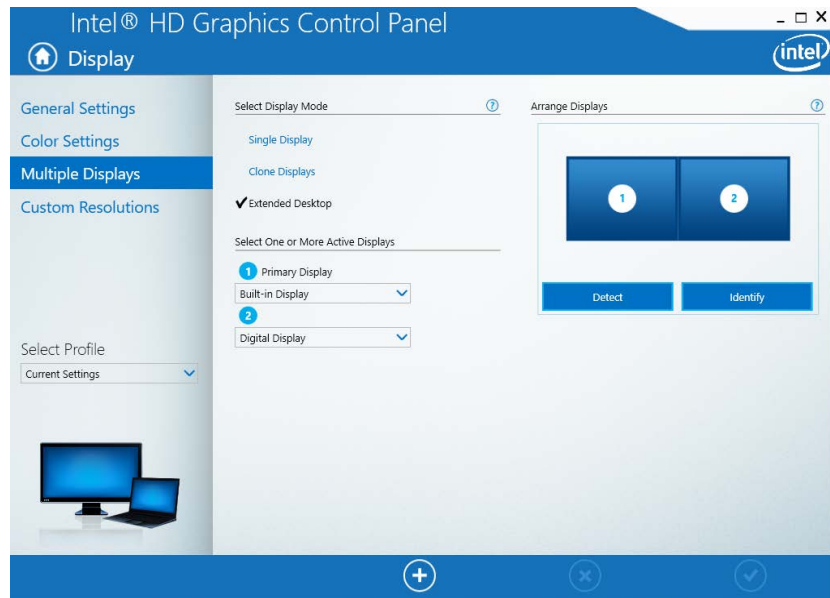 Intel® HD Graphics Control Panel
Display
intel
General Settings
Color Settings
Multiple Displays
Custom Resolutions
Select Profile
Current Settings
Select Display Mode
?
Single Display
Clone Displays
Extended Desktop
Select One or More Active Displays
1 Primary Display
Built-in Display
2
Digital Display
Arrange Displays
?
1 2
Detect Identify